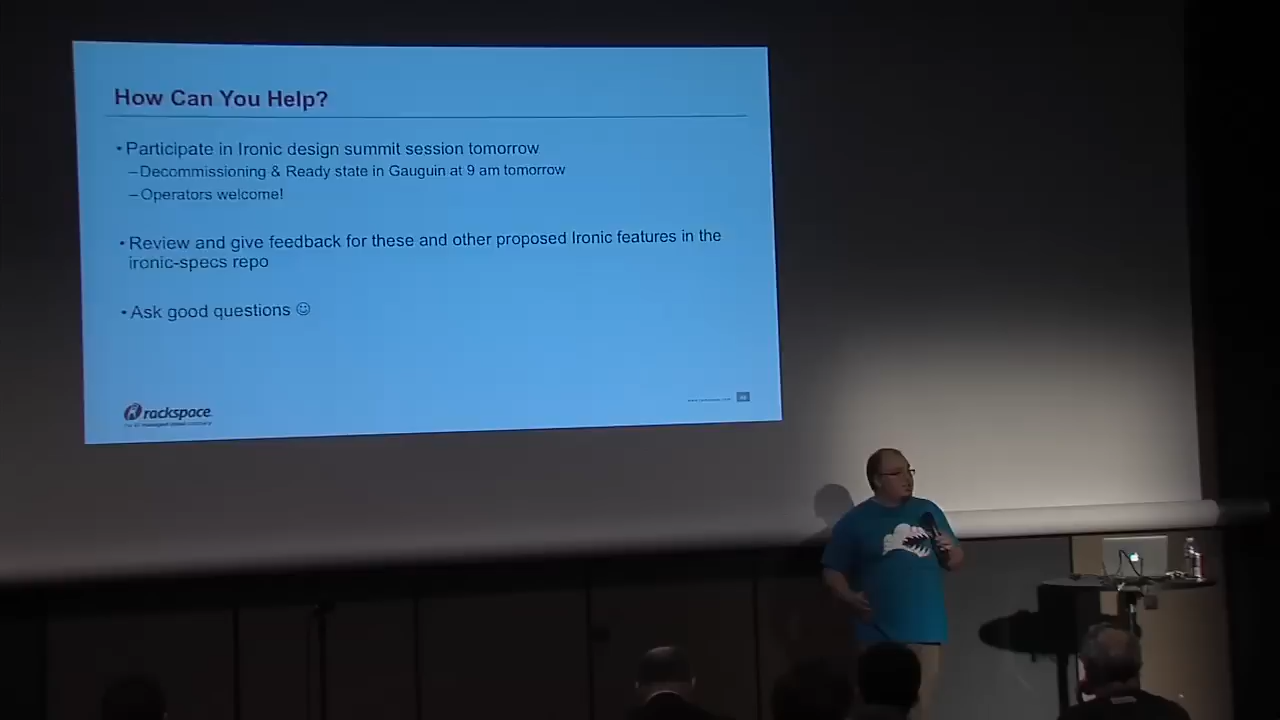 How Can You Help?
• Participate in Ironic design summit session tomorrow
– Decommissioning & Ready state in Gauguin at 9 am tomorrow
– Operators welcome!
• Review and give feedback for these and other proposed Ironic features in the
ironic-specs repo
• Ask good questions ☺
rackspace